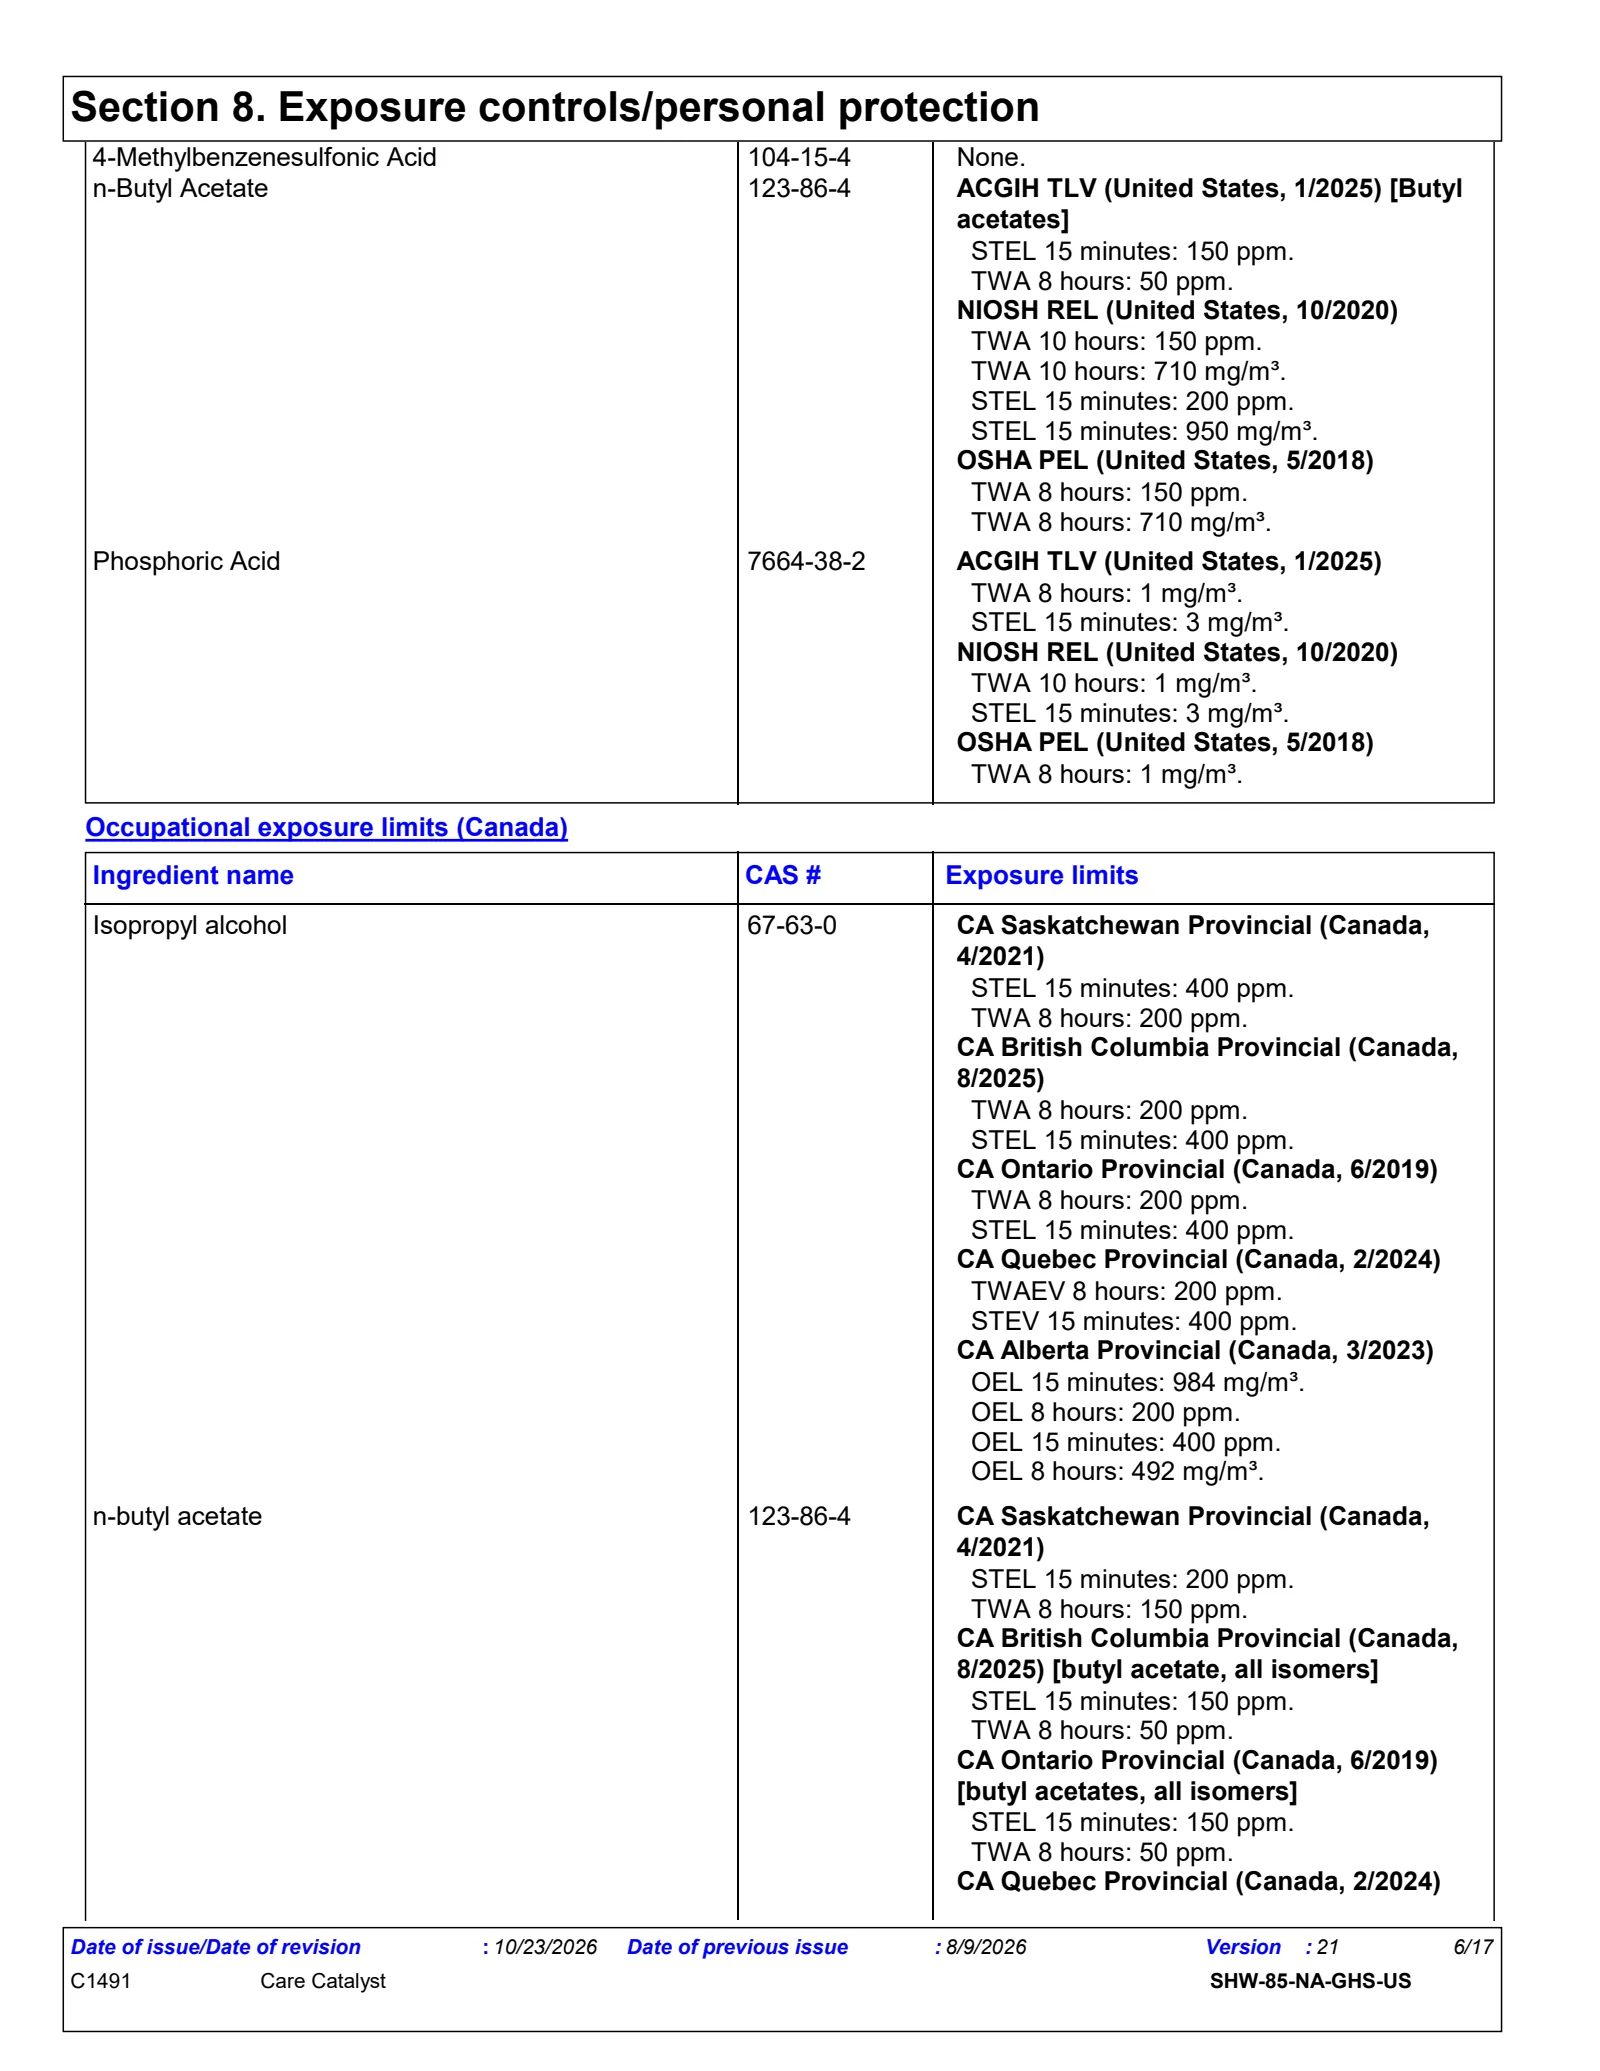 Section 8. Exposure controls/personal protection
4-Methylbenzenesulfonic Acid 104-15-4 None.
n-Butyl Acetate 123-86-4 ACGIH TLV (United States, 1/2025) [Butyl
acetates]
STEL 15 minutes: 150 ppm.
TWA 8 hours: 50 ppm.
NIOSH REL (United States, 10/2020)
TWA 10 hours: 150 ppm.
TWA 10 hours: 710 mg/m³.
STEL 15 minutes: 200 ppm.
STEL 15 minutes: 950 mg/m³.
OSHA PEL (United States, 5/2018)
TWA 8 hours: 150 ppm.
TWA 8 hours: 710 mg/m³.
Phosphoric Acid 7664-38-2 ACGIH TLV (United States, 1/2025)
TWA 8 hours: 1 mg/m³.
STEL 15 minutes: 3 mg/m³.
NIOSH REL (United States, 10/2020)
TWA 10 hours: 1 mg/m³.
STEL 15 minutes: 3 mg/m³.
OSHA PEL (United States, 5/2018)
TWA 8 hours: 1 mg/m³.
Occupational exposure limits (Canada)
Ingredient name CAS # Exposure limits
Isopropyl alcohol 67-63-0 CA Saskatchewan Provincial (Canada,
4/2021)
STEL 15 minutes: 400 ppm.
TWA 8 hours: 200 ppm.
CA British Columbia Provincial (Canada,
8/2025)
TWA 8 hours: 200 ppm.
STEL 15 minutes: 400 ppm.
CA Ontario Provincial (Canada, 6/2019)
TWA 8 hours: 200 ppm.
STEL 15 minutes: 400 ppm.
CA Quebec Provincial (Canada, 2/2024)
TWAEV 8 hours: 200 ppm.
STEV 15 minutes: 400 ppm.
CA Alberta Provincial (Canada, 3/2023)
OEL 15 minutes: 984 mg/m³.
OEL 8 hours: 200 ppm.
OEL 15 minutes: 400 ppm.
OEL 8 hours: 492 mg/m³.
n-butyl acetate 123-86-4 CA Saskatchewan Provincial (Canada,
4/2021)
STEL 15 minutes: 200 ppm.
TWA 8 hours: 150 ppm.
CA British Columbia Provincial (Canada,
8/2025) [butyl acetate, all isomers]
STEL 15 minutes: 150 ppm.
TWA 8 hours: 50 ppm.
CA Ontario Provincial (Canada, 6/2019)
[butyl acetates, all isomers]
STEL 15 minutes: 150 ppm.
TWA 8 hours: 50 ppm.
CA Quebec Provincial (Canada, 2/2024)
Date of issue/Date of revision : 10/23/2026 Date of previous issue : 8/9/2026 Version : 21 6/17
C1491 Care Catalyst SHW-85-NA-GHS-US